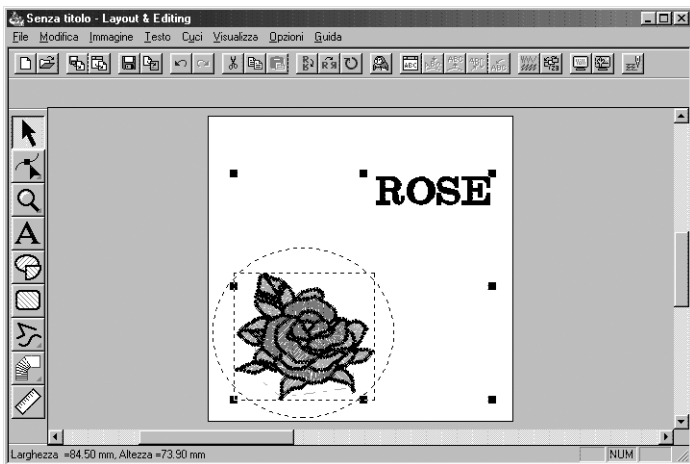 Senza titolo - Layout & Editing
File Modifica Immagine Testo Cuci Visualizza Opzioni Guida
ROSE
A
Larghezza =84.50 mm, Altezza =73.90 mm
NUM